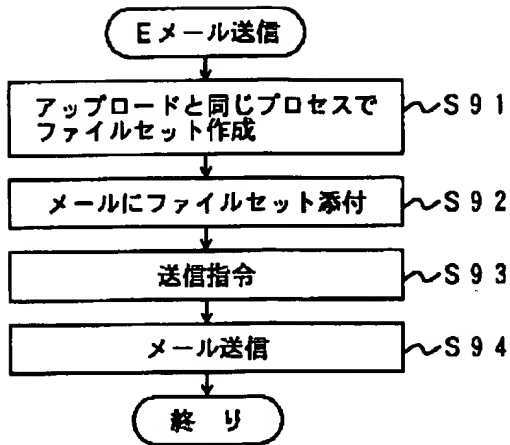 Eメール送信
アップロードと同じプロセスで
ファイルセット作成
S91
メールにファイルセット添付
S92
送信指令
S93
メール送信
S94
終り